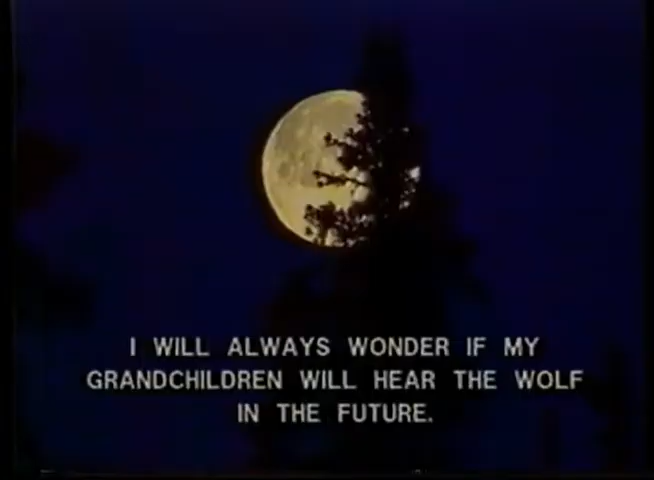 I WILL ALWAYS WONDER IF MY
GRANDCHILDREN WILL HEAR THE WOLF
IN THE FUTURE.